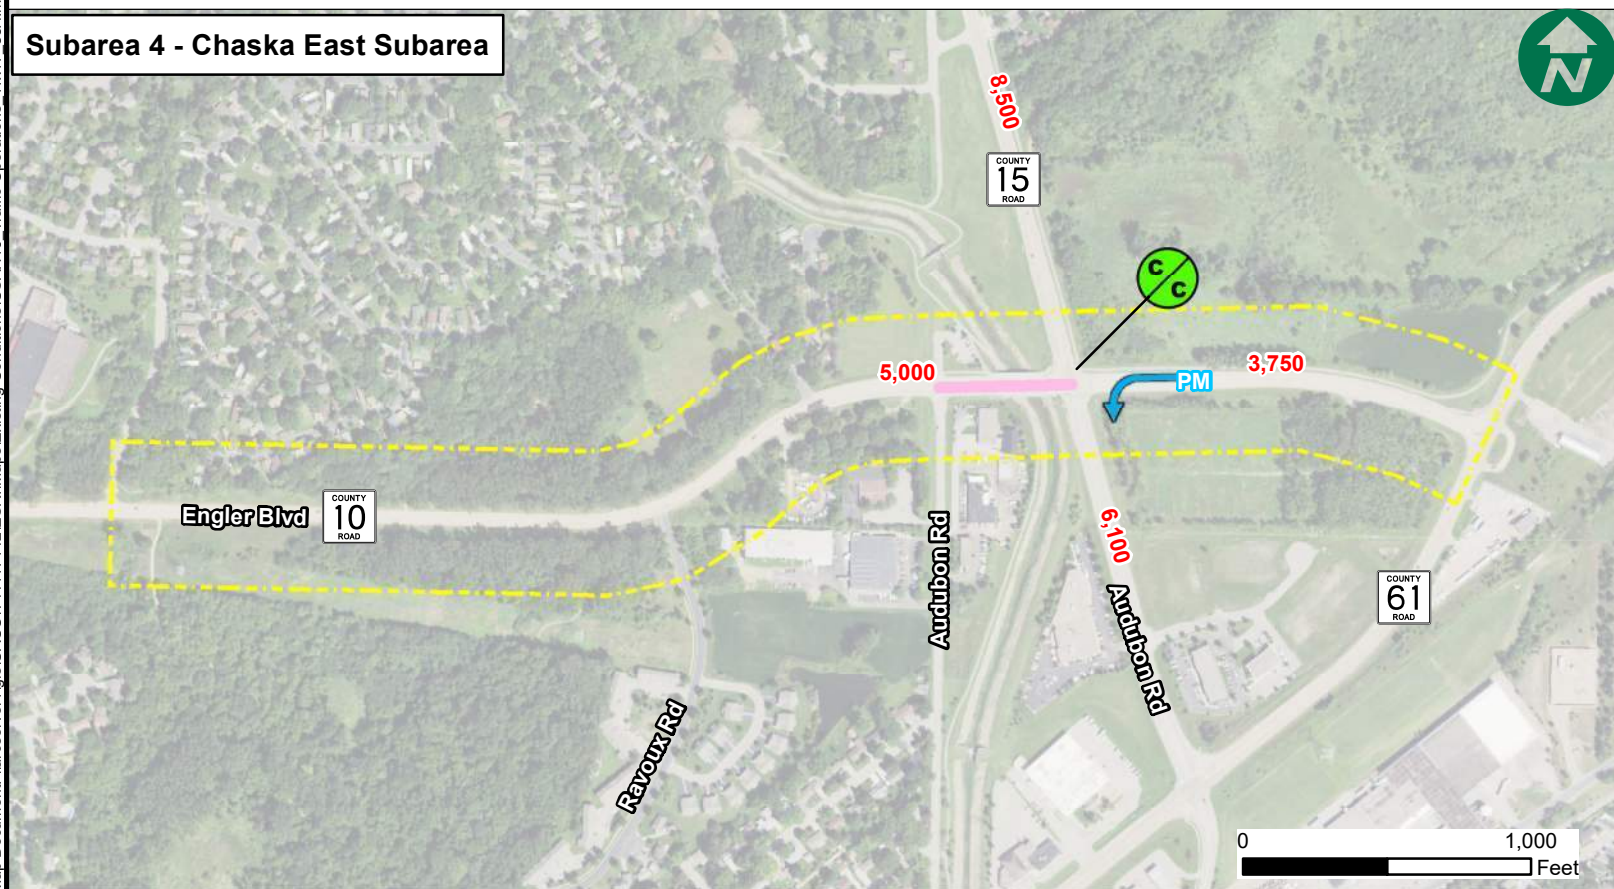 Subarea 4 - Chaska East Subarea
N
8,500
COUNTY
15
ROAD
C
C
5,000
3,750
PM
Engler Blvd
COUNTY
10
ROAD
6,100
Audubon Rd
Audubon Rd
COUNTY
61
ROAD
Ravoux Rd
0 1,000
Feet